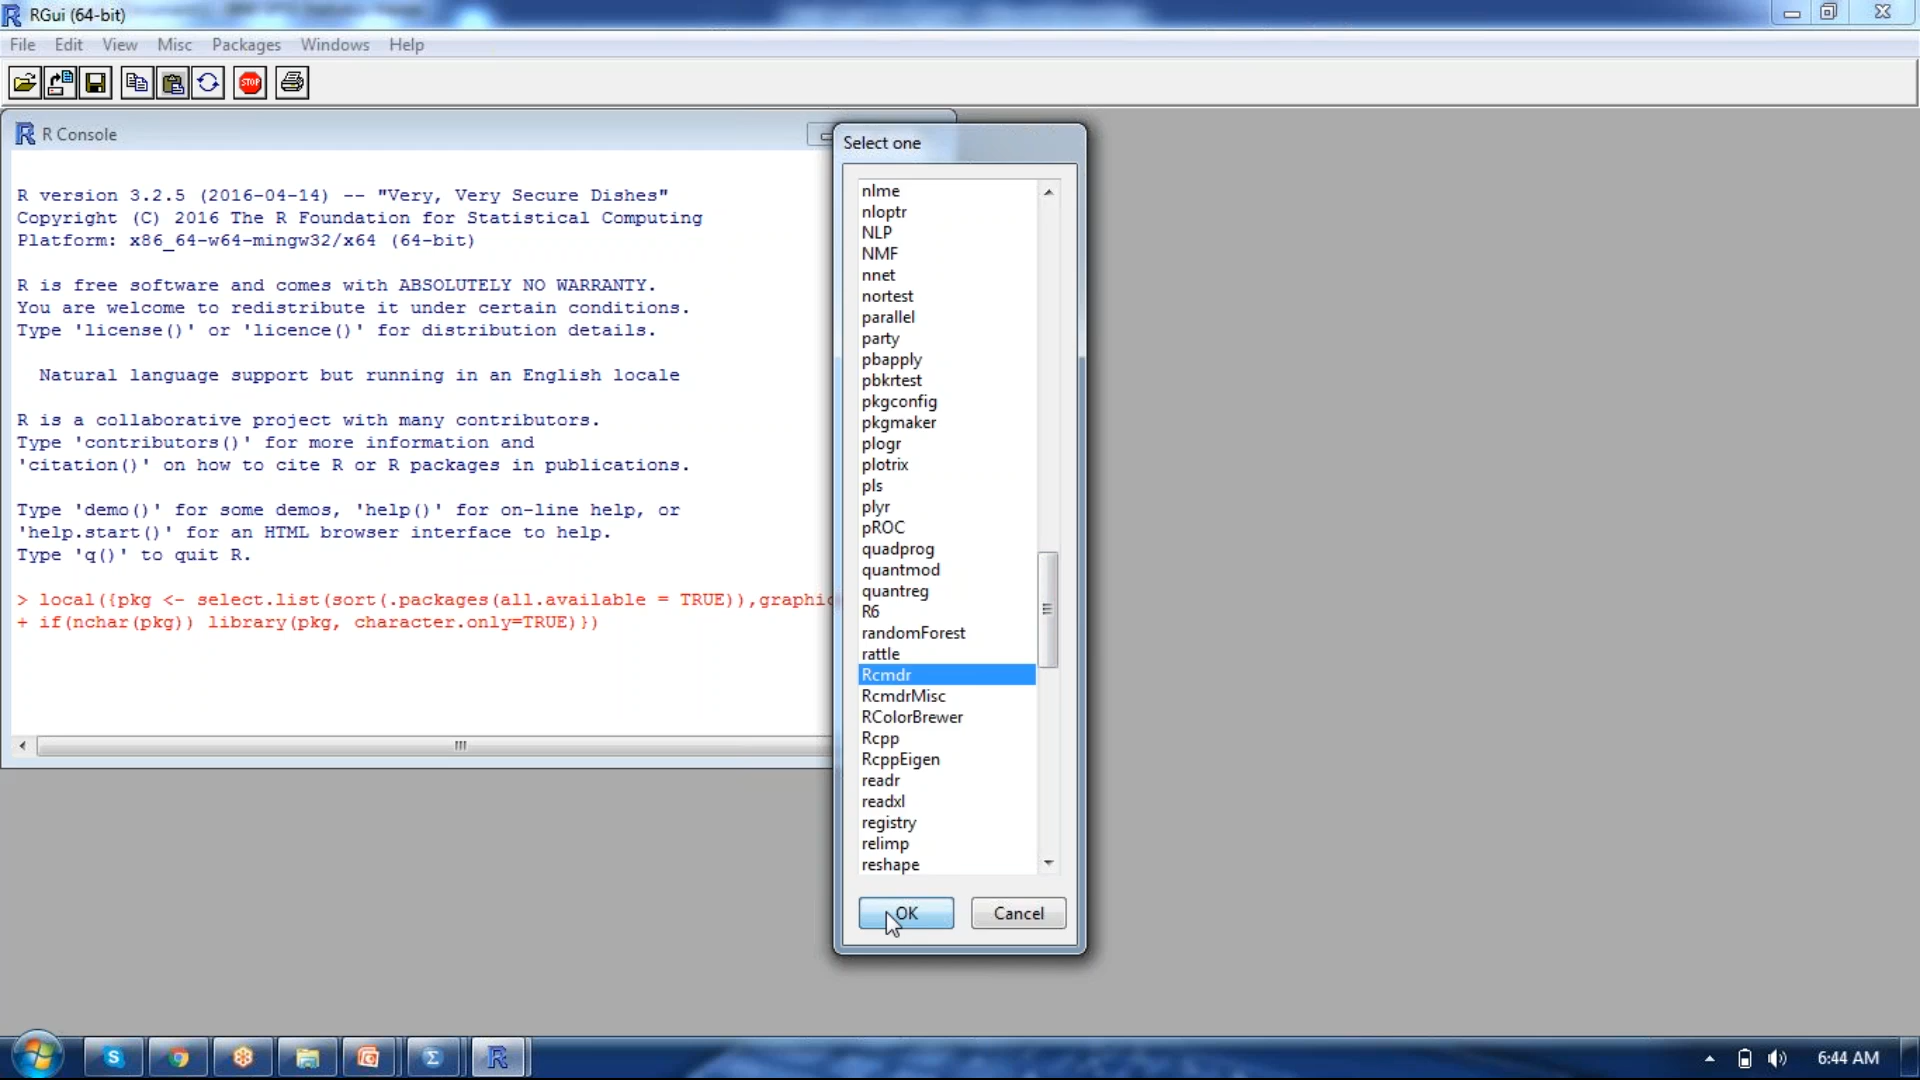 RGui (64-bit)
File Edit View Misc Packages Windows Help
STOP
R Console
R version 3.2.5 (2016-04-14) -- "Very, Very Secure Dishes"
Copyright (C) 2016 The R Foundation for Statistical Computing
Platform: x86_64-w64-mingw32/x64 (64-bit)
R is free software and comes with ABSOLUTELY NO WARRANTY.
You are welcome to redistribute it under certain conditions.
Type 'license()' or 'licence()' for distribution details.
Natural language support but running in an English locale
R is a collaborative project with many contributors.
Type 'contributors()' for more information and
'citation()' on how to cite R or R packages in publications.
Type 'demo()' for some demos, 'help()' for on-line help, or
'help.start()' for an HTML browser interface to help.
Type 'q()' to quit R.
> local({pkg <- select.list(sort(.packages(all.available = TRUE)),graphic
+ if(nchar(pkg)) library(pkg, character.only=TRUE)})
Select one
nlme
nloptr
NLP
NMF
nnet
nortest
parallel
party
pbapply
pbkrtest
pkgconfig
pkgmaker
plogr
plotrix
pls
plyr
pROC
quadprog
quantmod
quantreg
R6
randomForest
rattle
Rcmdr
RcmdrMisc
RColorBrewer
Rcpp
RcppEigen
readr
readxl
registry
relimp
reshape
OK Cancel
6:44 AM